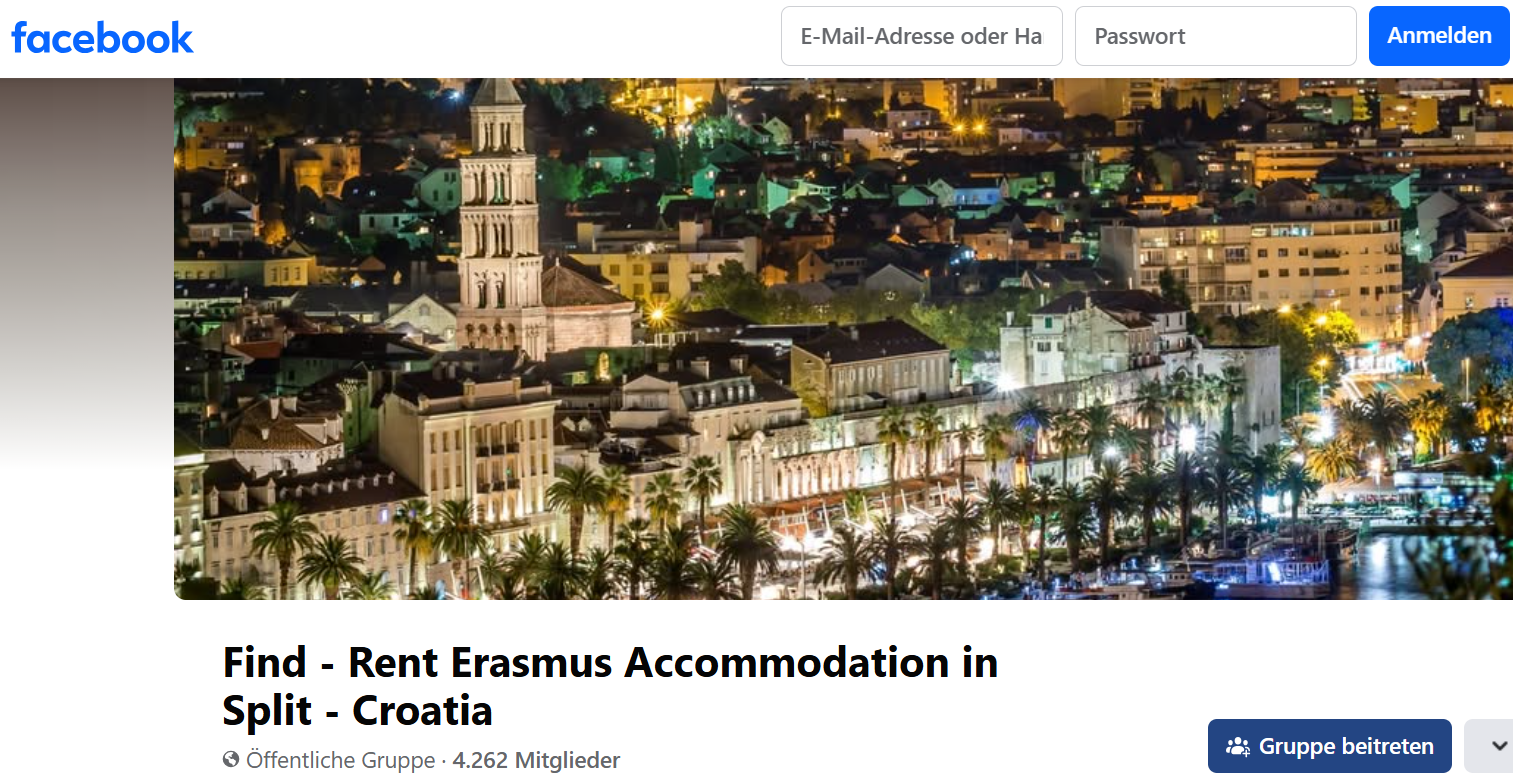 facebook
E-Mail-Adresse oder Ha
Passwort
Anmelden
Find - Rent Erasmus Accommodation in
Split - Croatia
Öffentliche Gruppe · 4.262 Mitglieder
Gruppe beitreten